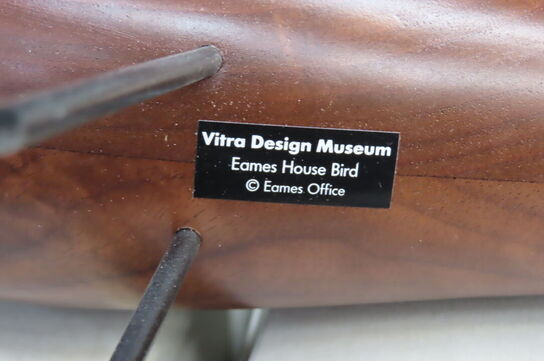 Vitra Design Museum
Eames House Bird
© Eames Office